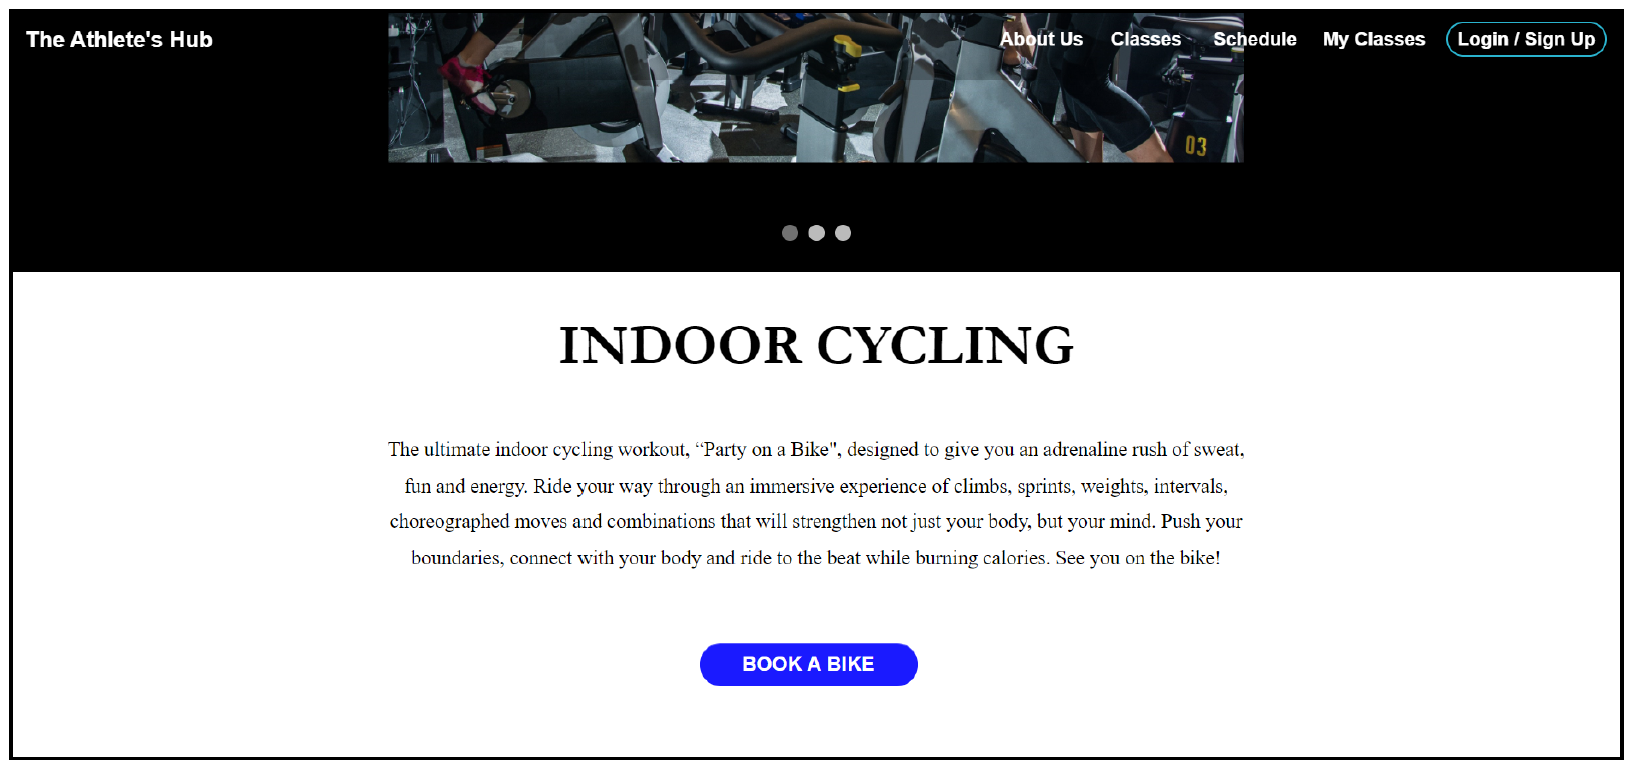 The Athlete's Hub About Us Classes Schedule My Classes Login / Sign Up
03
INDOOR CYCLING
The ultimate indoor cycling workout, “Party on a Bike", designed to give you an adrenaline rush of sweat,
fun and energy. Ride your way through an immersive experience of climbs, sprints, weights, intervals,
choreographed moves and combinations that will strengthen not just your body, but your mind. Push your
boundaries, connect with your body and ride to the beat while burning calories. See you on the bike!
BOOK A BIKE